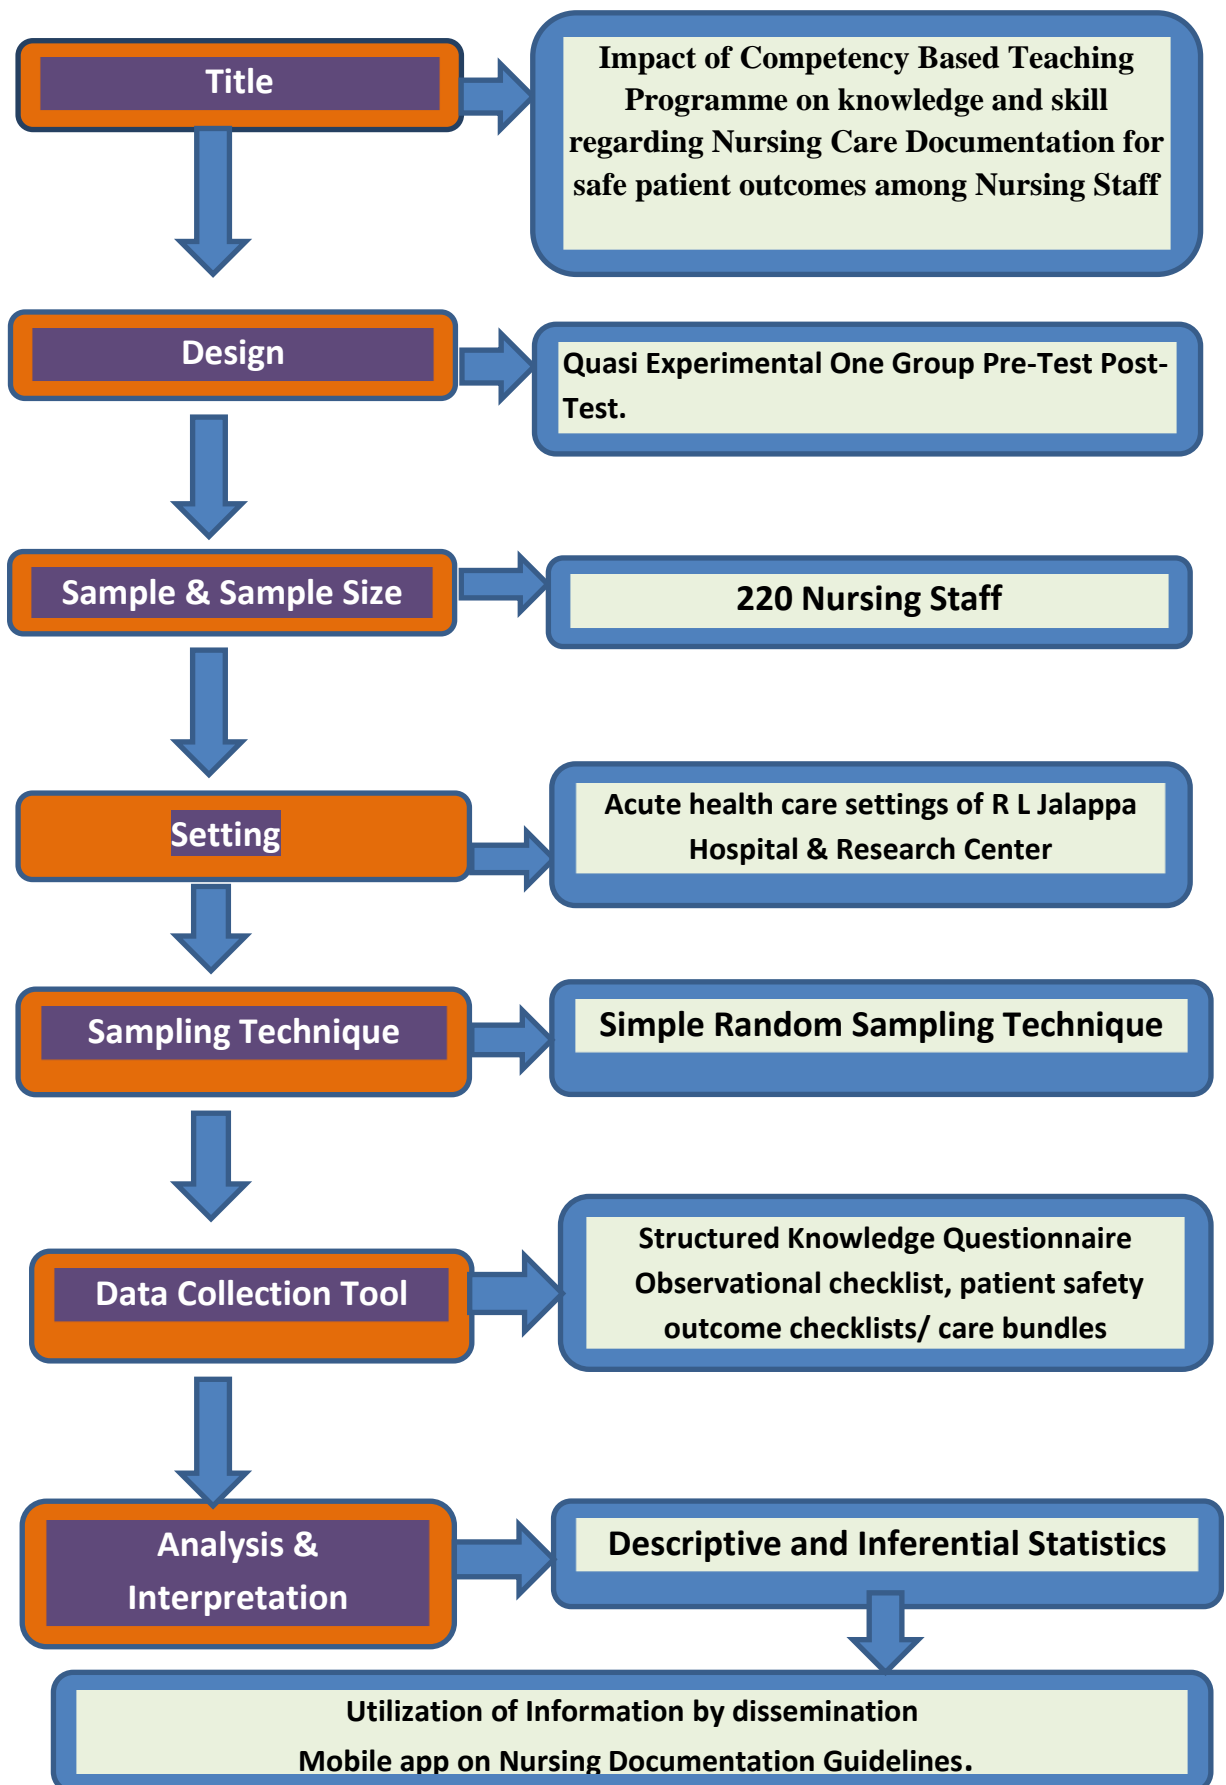 Title
Impact of Competency Based Teaching
Programme on knowledge and skill
regarding Nursing Care Documentation for
safe patient outcomes among Nursing Staff
Design
Quasi Experimental One Group Pre-Test Post-
Test.
Sample & Sample Size
220 Nursing Staff
Setting
Acute health care settings of R L Jalappa
Hospital & Research Center
Sampling Technique
Simple Random Sampling Technique
Data Collection Tool
Structured Knowledge Questionnaire
Observational checklist, patient safety
outcome checklists/ care bundles
Analysis &
Interpretation
Descriptive and Inferential Statistics
Utilization of Information by dissemination
Mobile app on Nursing Documentation Guidelines.